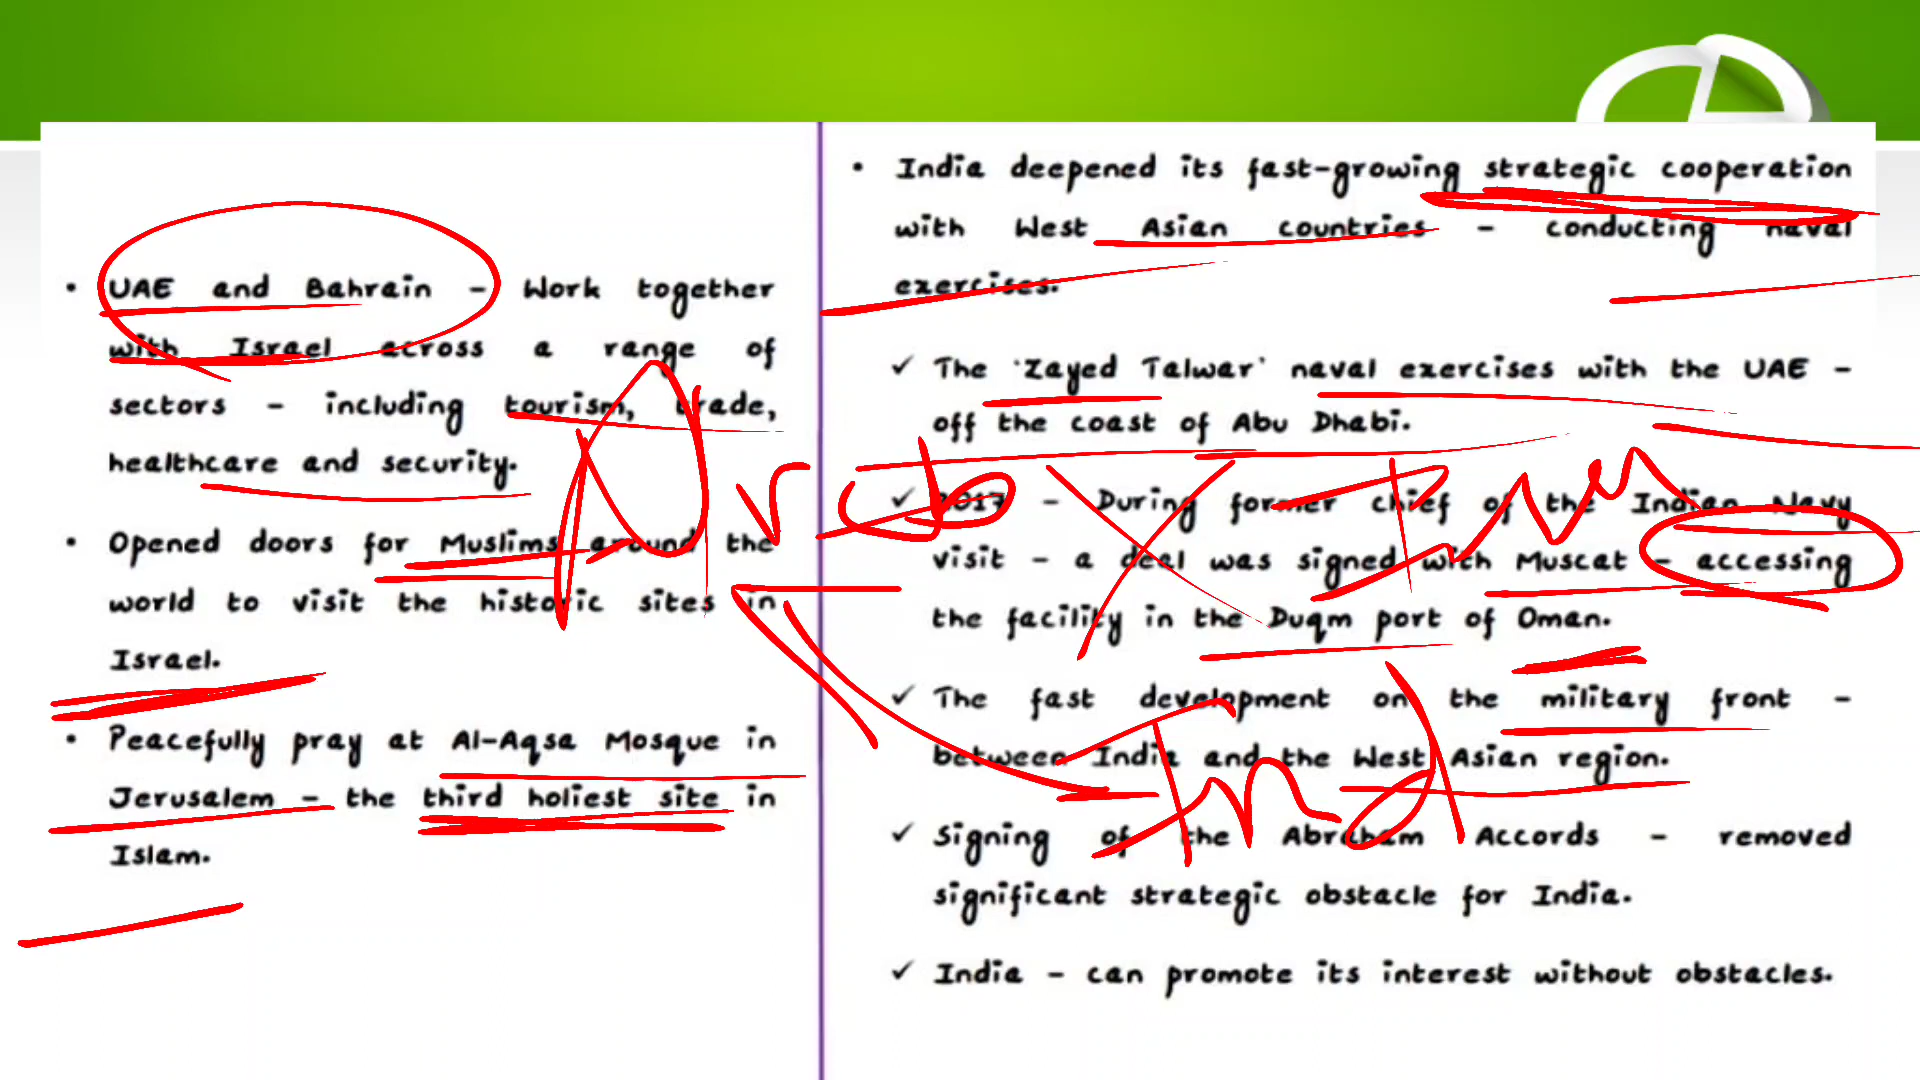 • UAE and Bahrain - Work together
with Israel across a range of
sectors - including tourism, trade,
healthcare and security.
• Opened doors for Muslims around the
world to visit the historic sites in
Israel.
• Peacefully pray at Al-Aqsa Mosque in
Jerusalem - the third holiest site in
Islam.
• India deepened its fast-growing strategic cooperation
with West Asian countries - conducting naval
exercises.
✓ The 'Zayed Talwar' naval exercises with the UAE -
off the coast of Abu Dhabi.
✓ 2017 - During former chief of the Indian Navy
visit - a deal was signed with Muscat - accessing
the facility in the Duqm port of Oman.
✓ The fast development on the military front -
between India and the West Asian region.
✓ Signing of the Abraham Accords - removed
significant strategic obstacle for India.
✓ India - can promote its interest without obstacles.
Arab
Ind